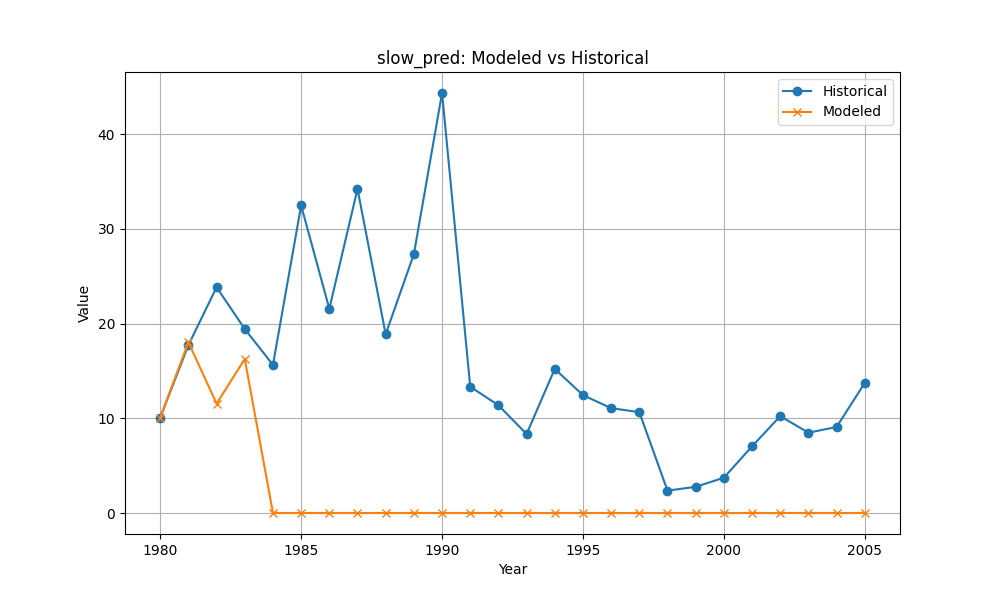 slow_pred: Modeled vs Historical
Historical
Modeled
Value
40
30
20
10
0
1980
1985
1990
1995
2000
2005
Year